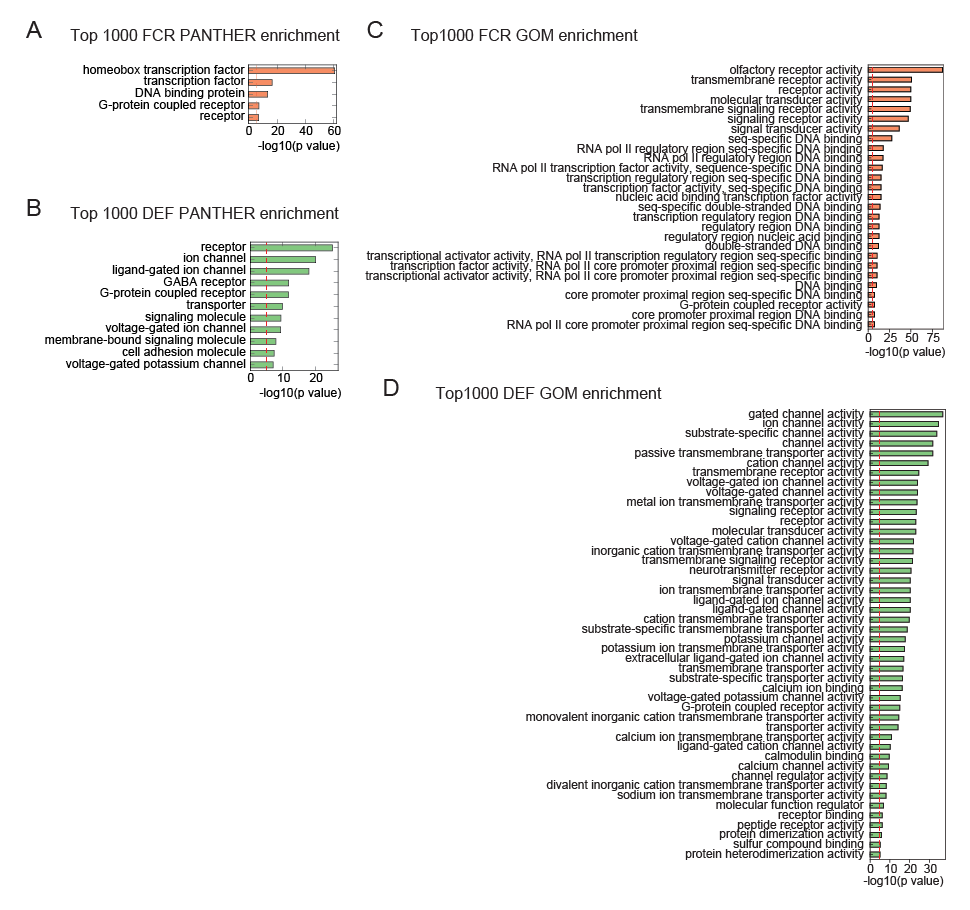 A
Top 1000 FCR PANTHER enrichment
homeobox transcription factor
transcription factor
DNA binding protein
G-protein coupled receptor
receptor
0 20 40 60
-log10(p value)
B
Top 1000 DEF PANTHER enrichment
receptor
ion channel
ligand-gated ion channel
GABA receptor
G-protein coupled receptor
transporter
signaling molecule
voltage-gated ion channel
membrane-bound signaling molecule
cell adhesion molecule
voltage-gated potassium channel
0 10 20
-log10(p value)
C
Top1000 FCR GOM enrichment
olfactory receptor activity
transmembrane receptor activity
receptor activity
molecular transducer activity
transmembrane signaling receptor activity
signaling receptor activity
signal transducer activity
seq-specific DNA binding
RNA pol II regulatory region seq-specific DNA binding
RNA pol II regulatory region DNA binding
RNA pol II transcription factor activity, sequence-specific DNA binding
transcription regulatory region seq-specific DNA binding
transcription factor activity, seq-specific DNA binding
nucleic acid binding transcription factor activity
seq-specific double-stranded DNA binding
transcription regulatory region DNA binding
regulatory region DNA binding
regulatory region nucleic acid binding
double-stranded DNA binding
transcriptional activator activity, RNA pol II transcription regulatory region seq-specific binding
transcription factor activity, RNA pol II core promoter proximal region seq-specific binding
transcriptional activator activity, RNA pol II core promoter proximal region seq-specific binding
DNA binding
core promoter proximal region seq-specific DNA binding
G-protein coupled receptor activity
core promoter proximal region DNA binding
RNA pol II core promoter proximal region seq-specific DNA binding
0 25 50 75
-log10(p value)
D
Top1000 DEF GOM enrichment
gated channel activity
ion channel activity
substrate-specific channel activity
channel activity
passive transmembrane transporter activity
cation channel activity
transmembrane receptor activity
voltage-gated ion channel activity
voltage-gated channel activity
metal ion transmembrane transporter activity
signaling receptor activity
receptor activity
molecular transducer activity
voltage-gated cation channel activity
inorganic cation transmembrane transporter activity
transmembrane signaling receptor activity
neurotransmitter receptor activity
signal transducer activity
ion transmembrane transporter activity
ligand-gated ion channel activity
ligand-gated channel activity
cation transmembrane transporter activity
substrate-specific transmembrane transporter activity
potassium channel activity
potassium ion transmembrane transporter activity
extracellular ligand-gated ion channel activity
transmembrane transporter activity
substrate-specific transporter activity
calcium ion binding
voltage-gated potassium channel activity
G-protein coupled receptor activity
monovalent inorganic cation transmembrane transporter activity
transporter activity
calcium ion transmembrane transporter activity
ligand-gated cation channel activity
calmodulin binding
calcium channel activity
channel regulator activity
divalent inorganic cation transmembrane transporter activity
sodium ion transmembrane transporter activity
molecular function regulator
receptor binding
peptide receptor activity
protein dimerization activity
sulfur compound binding
protein heterodimerization activity
0 10 20 30
-log10(p value)